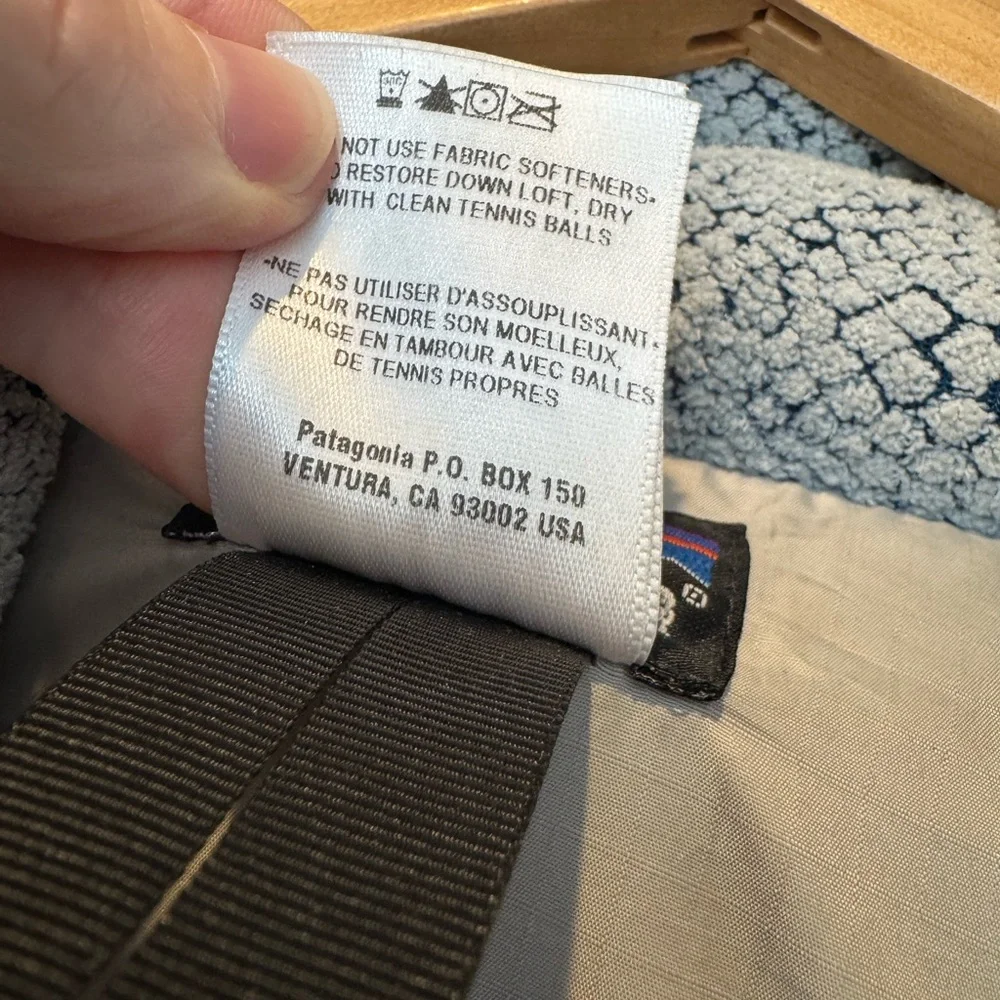 NOT USE FABRIC SOFTENERS-
RESTORE DOWN LOFT, DRY
WITH CLEAN TENNIS BALLS
-NE PAS UTILISER D'ASSOUPLISSANT-
POUR RENDRE SON MOELLEUX,
SECHAGE EN TAMBOUR AVEC BALLES
DE TENNIS PROPRES
Patagonia P.O. BOX 150
VENTURA, CA 93002 USA